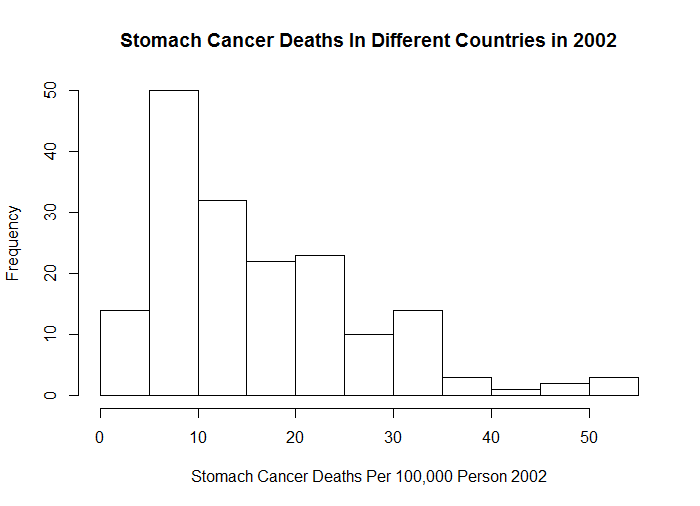 Stomach Cancer Deaths In Different Countries in 2002
Frequency
50
40
30
20
10
0
0 10 20 30 40 50
Stomach Cancer Deaths Per 100,000 Person 2002